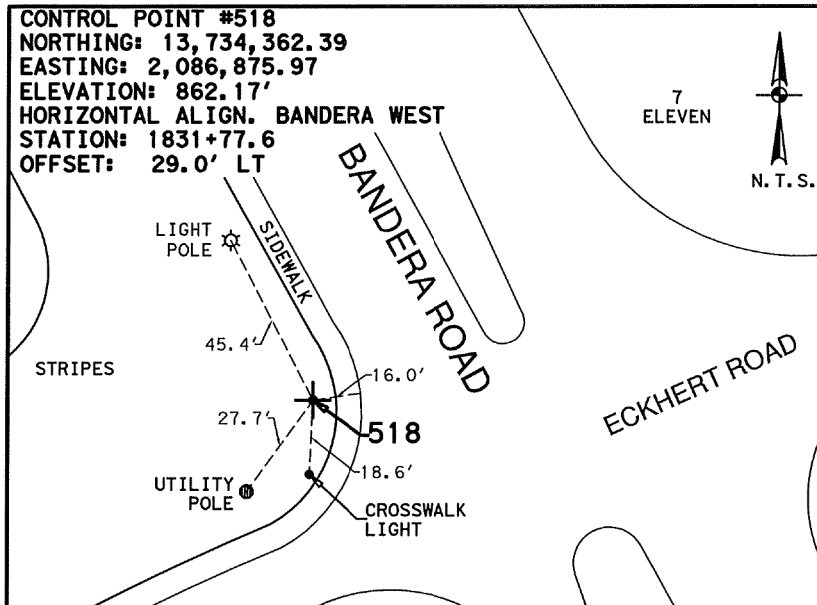 CONTROL POINT #518
NORTHING: 13,734,362.39
EASTING: 2,086,875.97
ELEVATION: 862.17'
HORIZONTAL ALIGN. BANDERA WEST
STATION: 1831+77.6
OFFSET: 29.0' LT
7
ELEVEN
N.T.S.
BANDERA ROAD
LIGHT
POLE
SIDEWALK
45.4'
STRIPES
16.0'
ECKHERT ROAD
27.7'
518
18.6'
UTILITY
POLE
CROSSWALK
LIGHT